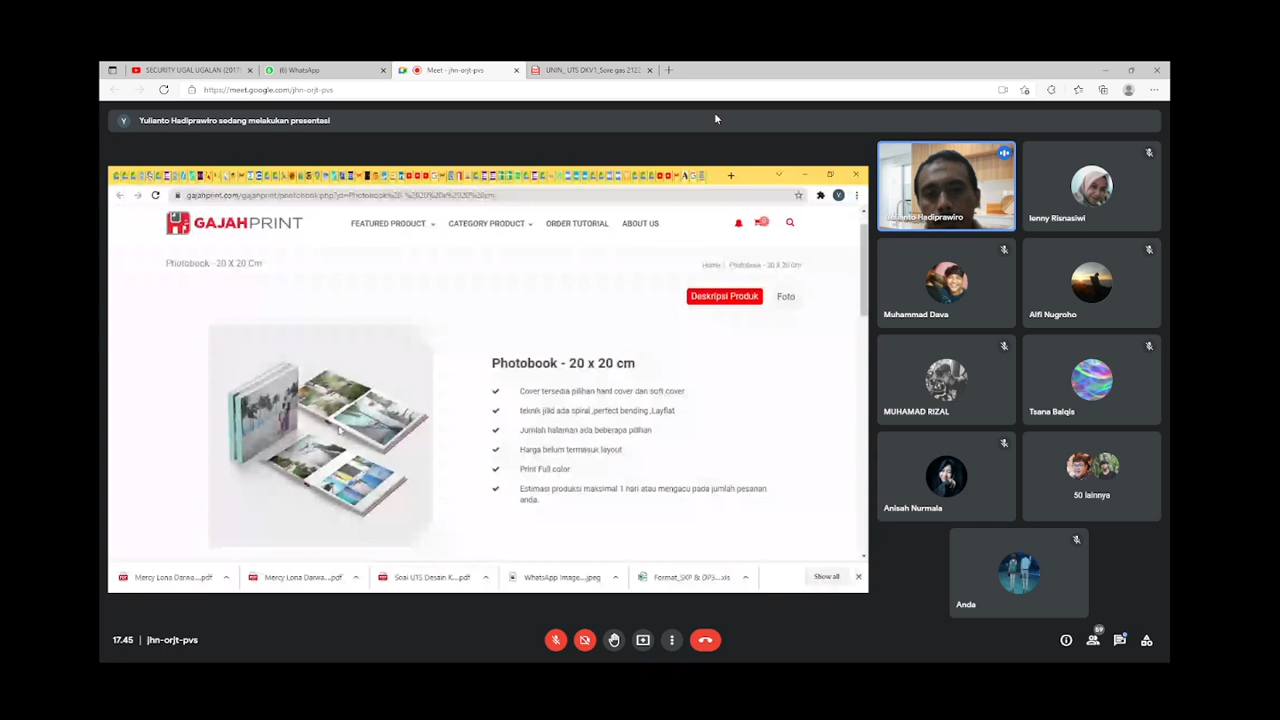 SECURITY UGAL UGALAN (2017)
(6) WhatsApp
Meet - jhn-orjt-pvs
UNIN_ UTS DKV1_Sore gas 2122
https://meet.google.com/jhn-orjt-pvs
Y
Yulianto Hadiprawiro sedang melakukan presentasi
GAJAHPRINT
FEATURED PRODUCT
CATEGORY PRODUCT
ORDER TUTORIAL
ABOUT US
Photobook - 20 X 20 Cm
Home | Photobook - 20 X 20 Cm
Deskripsi Produk
Foto
Photobook - 20 x 20 cm
Cover tersedia pilihan hard cover dan soft cover
teknik jilid ada spiral ,perfect bending ,Layflat
Jumlah halaman ada beberapa pilihan
Harga belum termasuk layout
Print Full color
Estimasi produksi maksimal 1 hari atau mengacu pada jumlah pesanan
anda.
Mercy Lona Darwa....pdf
Mercy Lona Darwa....pdf
Soal UTS Desain K....pdf
WhatsApp Image....jpeg
Format_SKP & DP3....xls
Show all
Yulianto Hadiprawiro
Ienny Risnasiwi
Muhammad Dava
Alfi Nugroho
MUHAMAD RIZAL
Tsana Balqis
Anisah Nurmala
50 lainnya
Anda
17.45 | jhn-orjt-pvs
59